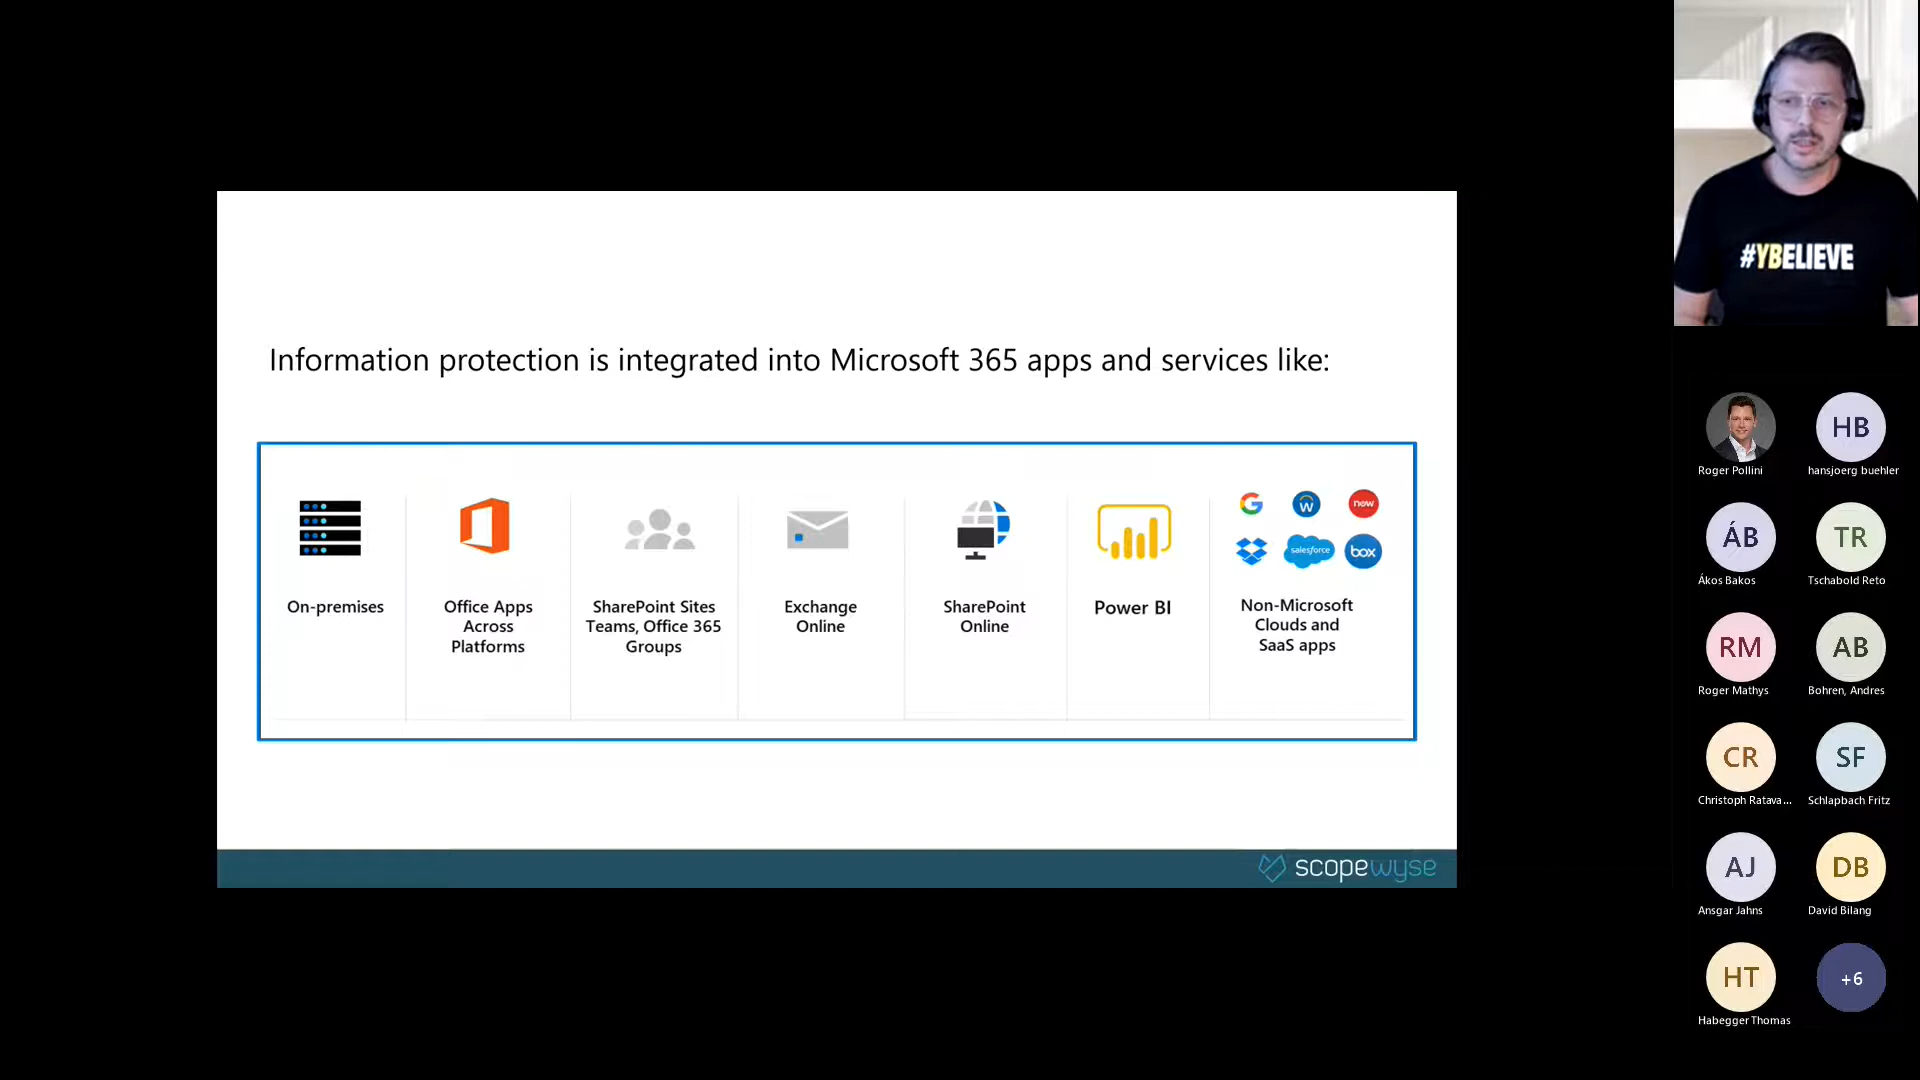 #YBELIEVE
Information protection is integrated into Microsoft 365 apps and services like:
On-premises
Office Apps
Across
Platforms
SharePoint Sites
Teams, Office 365
Groups
Exchange
Online
SharePoint
Online
Power BI
G
W
now
salesforce
box
Non-Microsoft
Clouds and
SaaS apps
scopewyse
Roger Pollini
HB
hansjoerg buehler
ÁB
Ákos Bakos
TR
Tschabold Reto
RM
Roger Mathys
AB
Bohren, Andres
CR
Christoph Ratava...
SF
Schlapbach Fritz
AJ
Ansgar Jahns
DB
David Bilang
HT
Habegger Thomas
+6